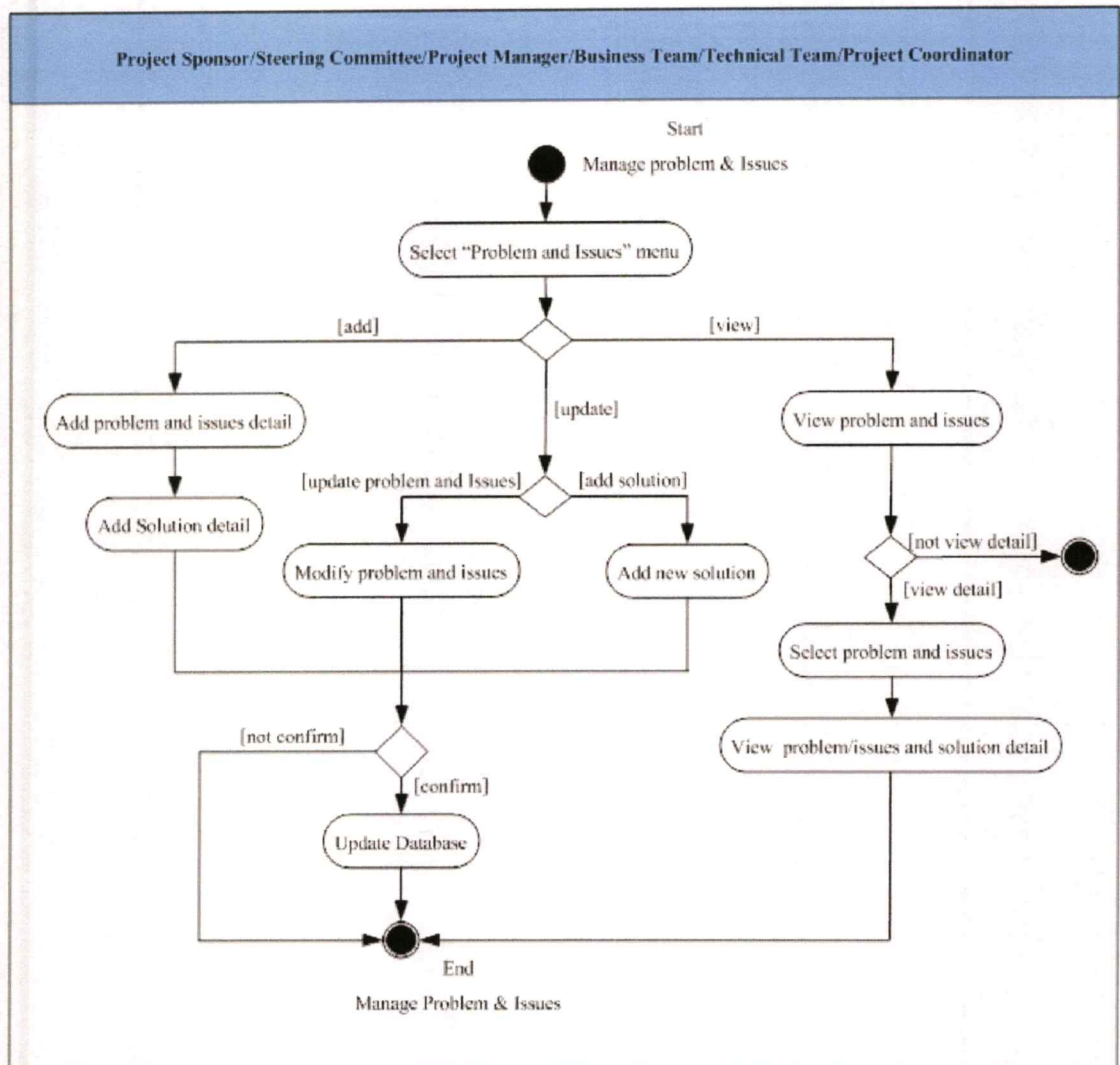 Project Sponsor/Steering Committee/Project Manager/Business Team/Technical Team/Project Coordinator
Start
Manage problem & Issues
Select “Problem and Issues” menu
[add]
[view]
Add problem and issues detail
[update]
View problem and issues
[update problem and Issues]
[add solution]
Add Solution detail
[not view detail]
Modify problem and issues
Add new solution
[view detail]
Select problem and issues
[not confirm]
View problem/issues and solution detail
[confirm]
Update Database
End
Manage Problem & Issues